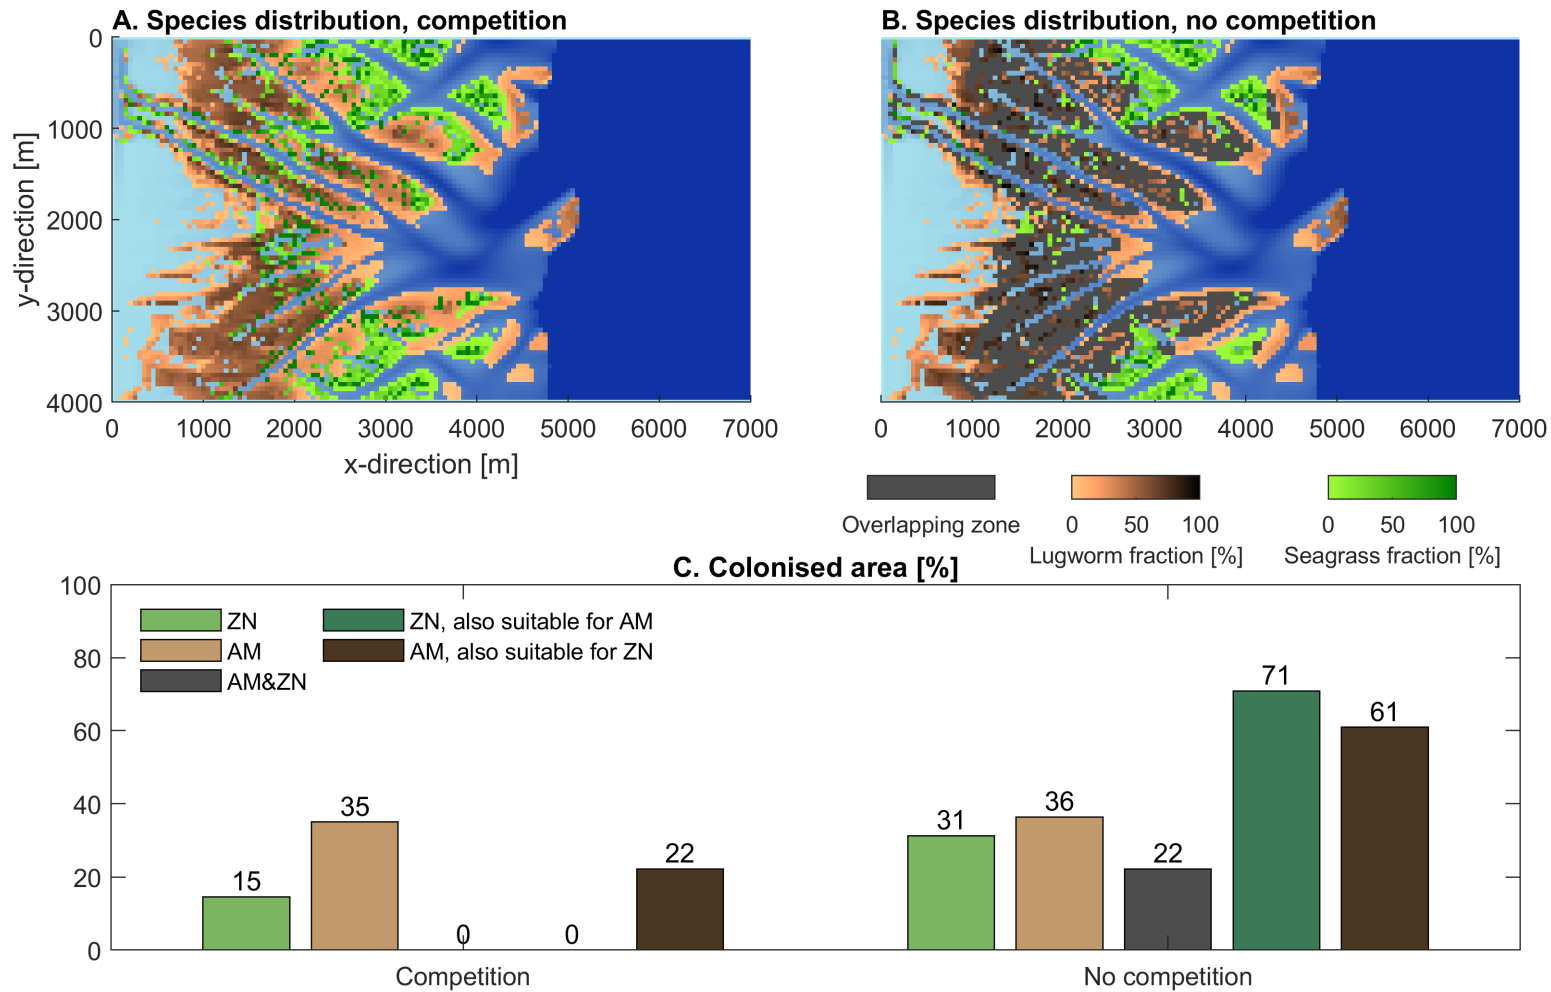 A. Species distribution, competition
B. Species distribution, no competition
0
1000
2000
3000
4000
y-direction [m]
0 1000 2000 3000 4000 5000 6000 7000
x-direction [m]
0 1000 2000 3000 4000 5000 6000 7000
Overlapping zone
0 50 100
Lugworm fraction [%]
0 50 100
Seagrass fraction [%]
C. Colonised area [%]
100
80
60
40
20
0
ZN
AM
AM&ZN
ZN, also suitable for AM
AM, also suitable for ZN
15
35
0
0
22
31
36
22
71
61
Competition
No competition